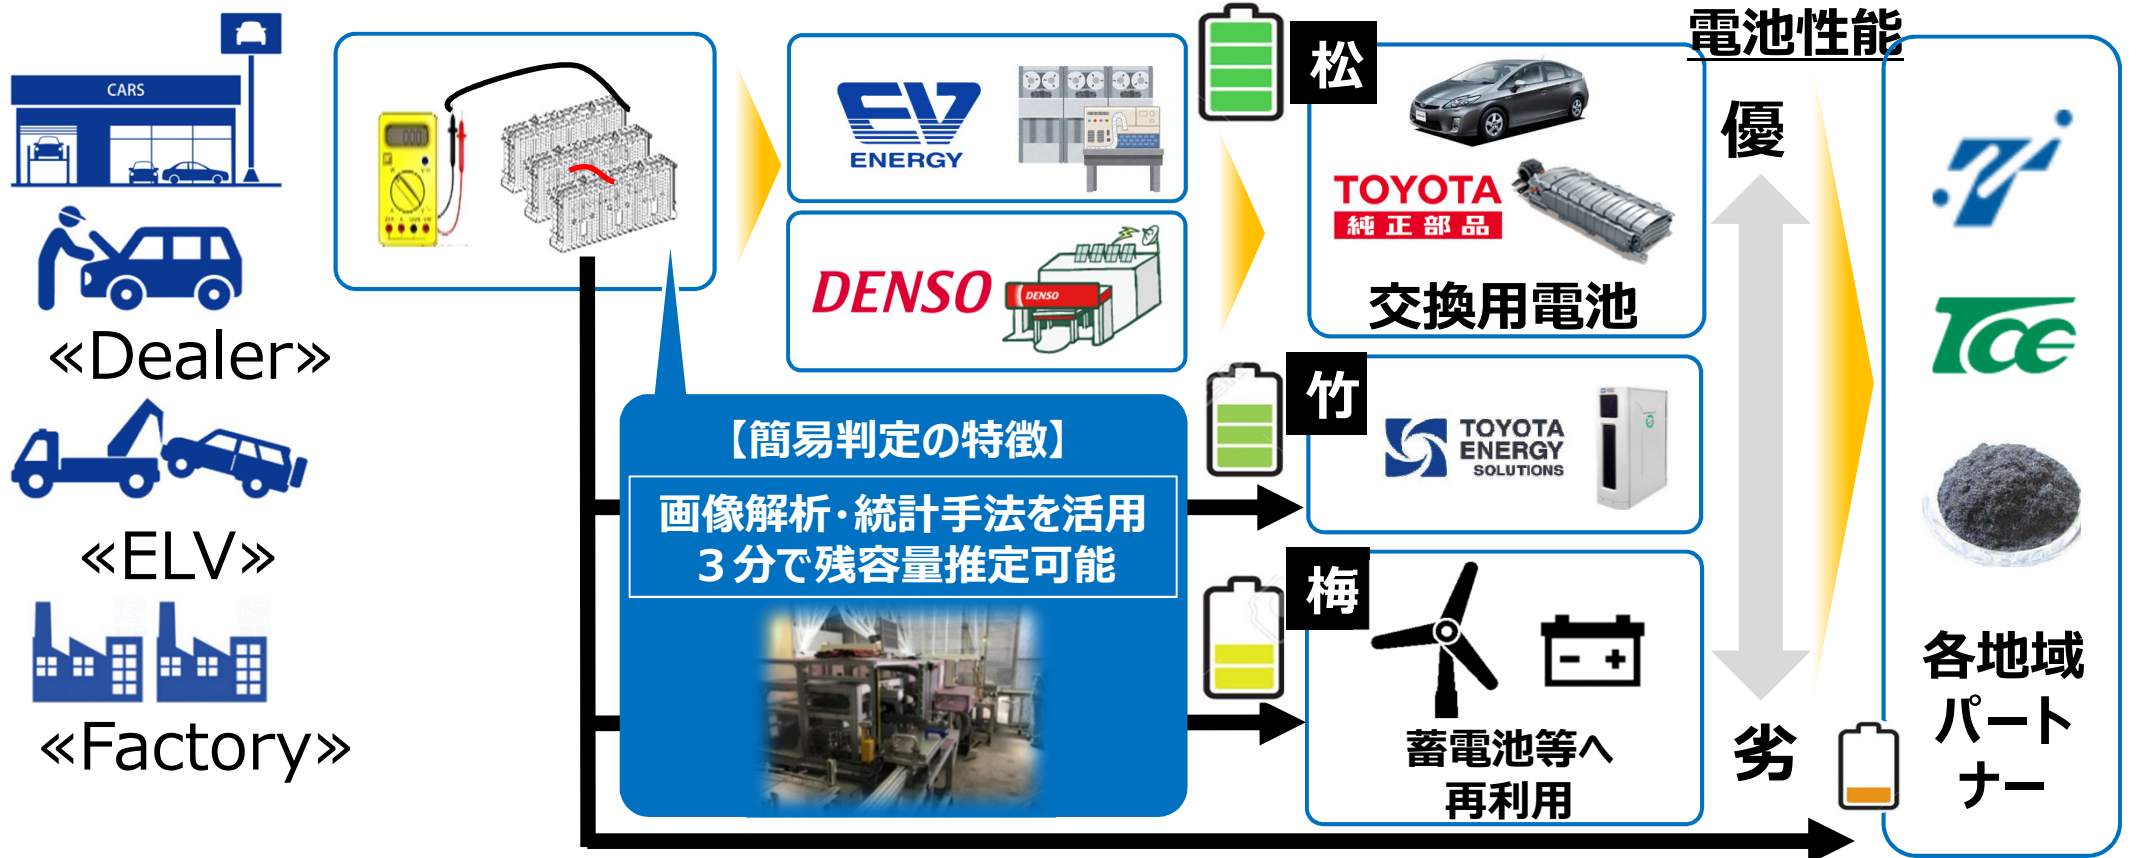 CARS
«Dealer»
«ELV»
«Factory»
EV
ENERGY
DENSO
DENSO
【簡易判定の特徴】
画像解析・統計手法を活用
３分で残容量推定可能
松
TOYOTA
純正部品
交換用電池
竹
TOYOTA
ENERGY
SOLUTIONS
梅
蓄電池等へ
再利用
電池性能
優
劣
TCE
各地域
パート
ナー